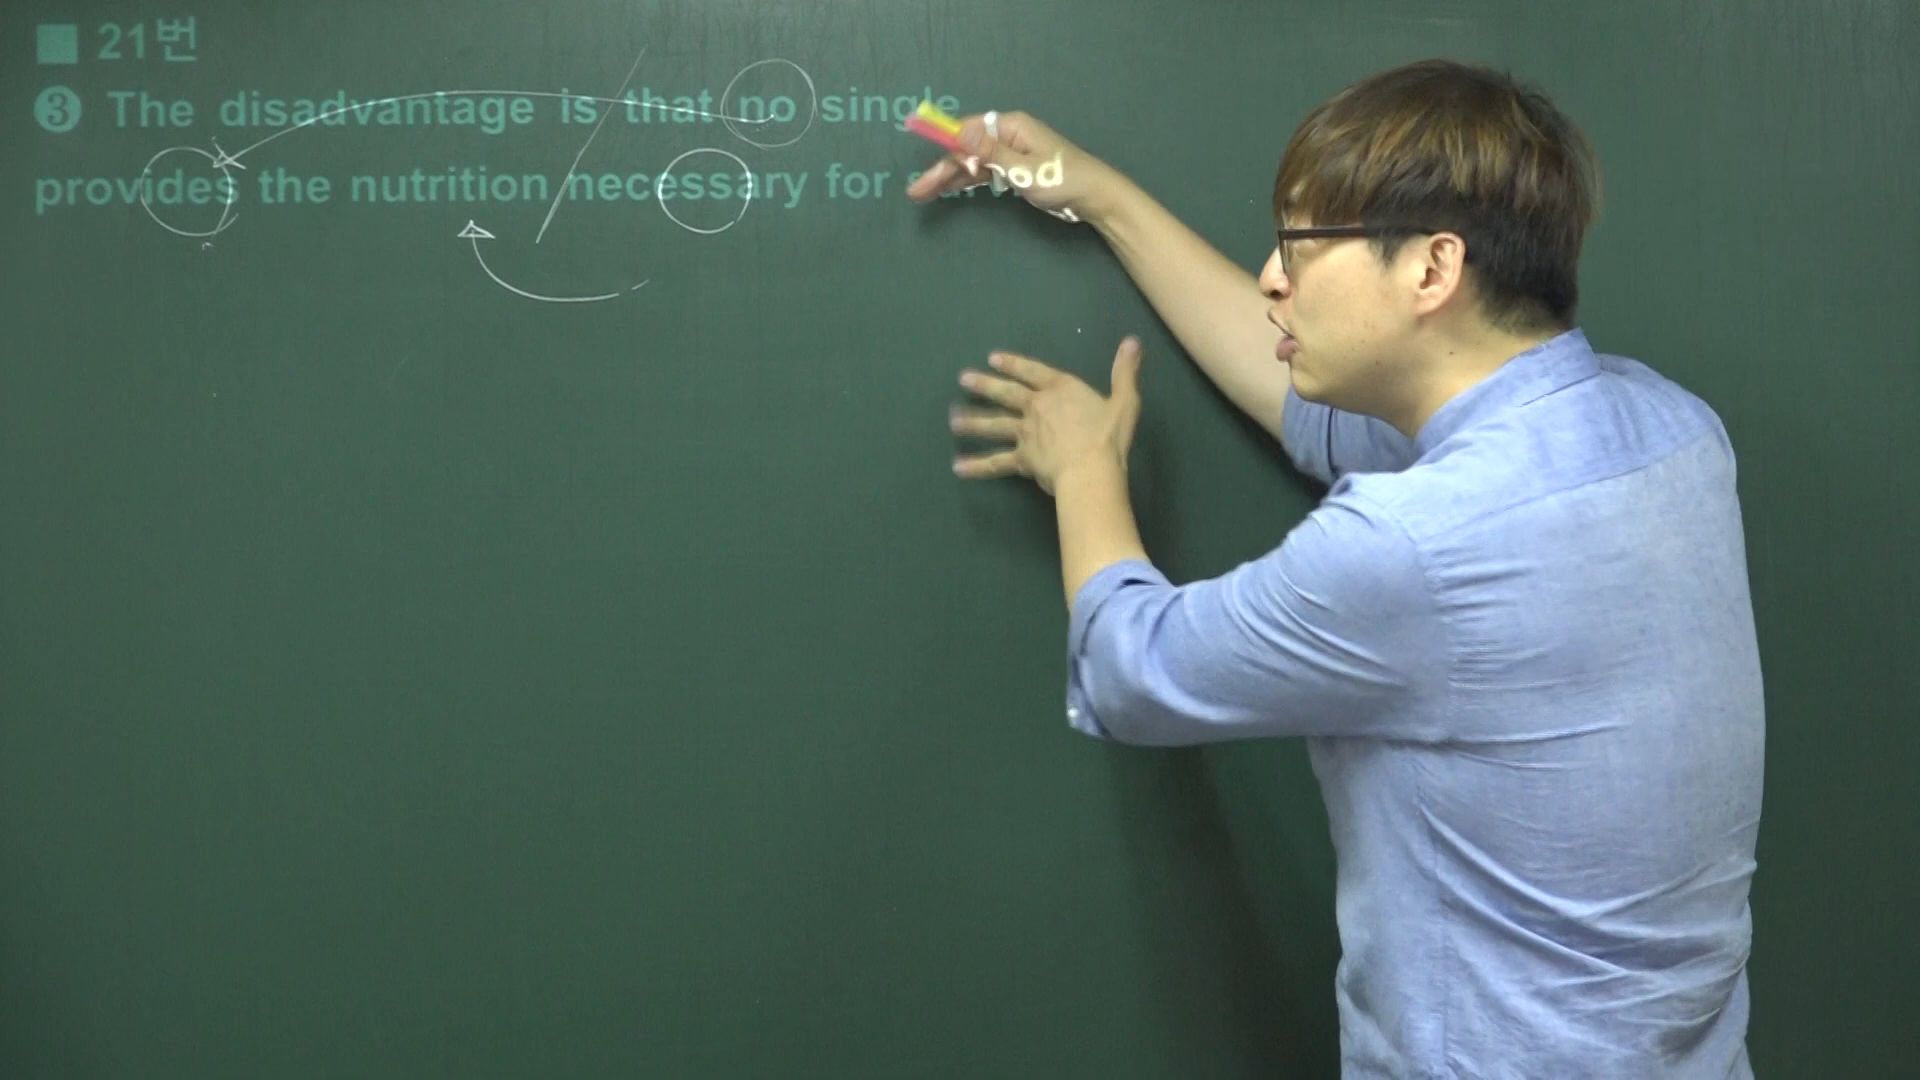 ■ 21번
❸ The disadvantage is that no single
provides the nutrition necessary for